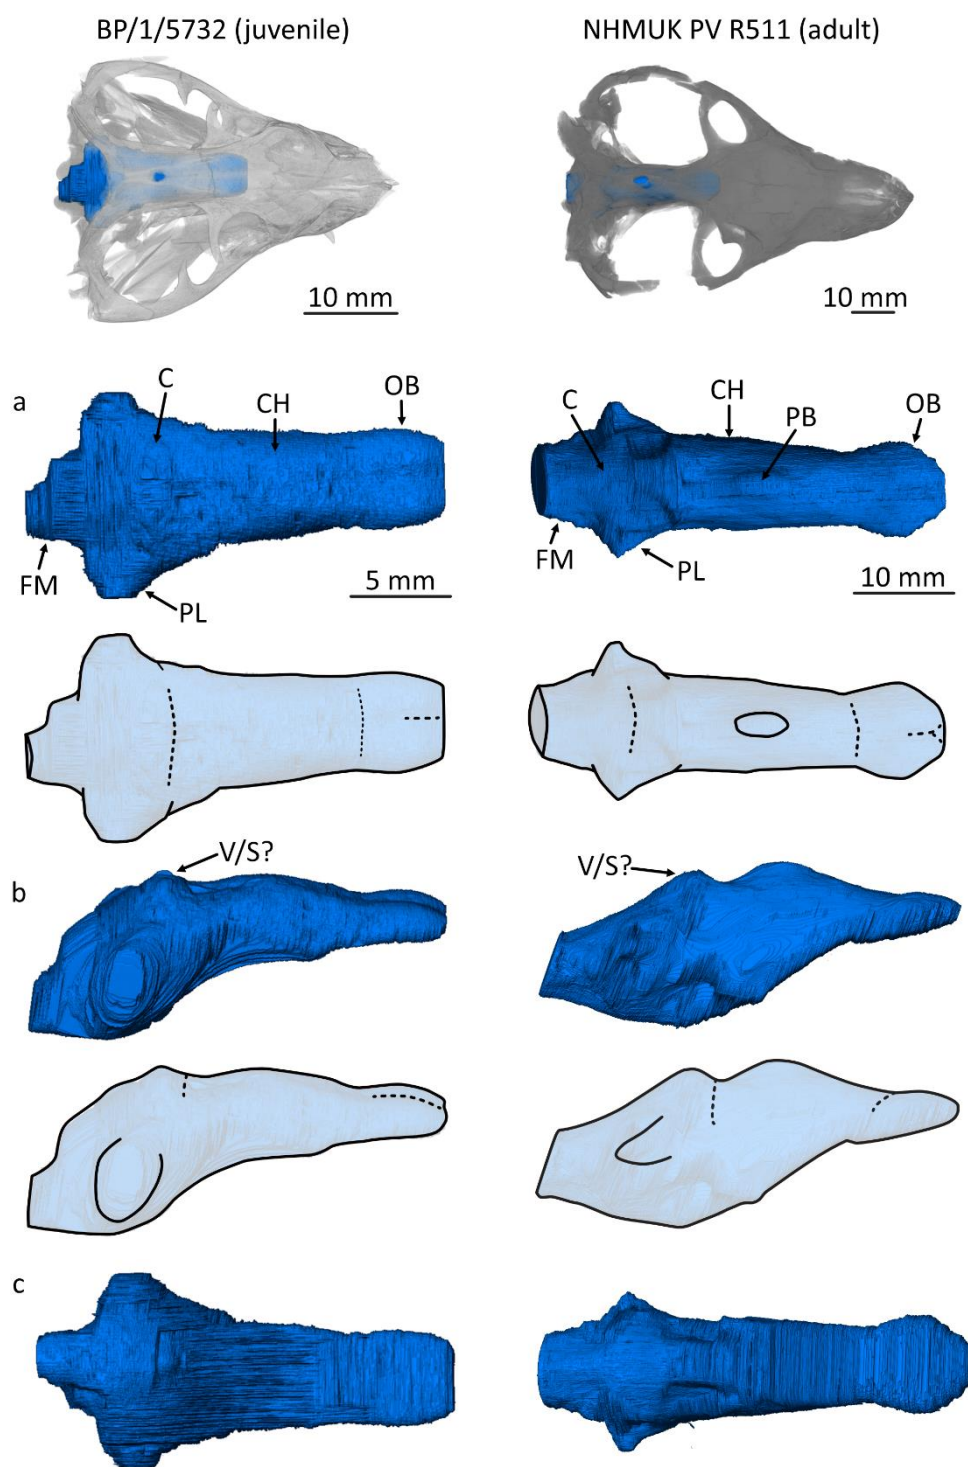 BP/1/5732 (juvenile)
NHMUK PV R511 (adult)
10 mm
10 mm
a
C
CH
OB
FM
PL
5 mm
C
CH
PB
OB
FM
PL
10 mm
b
V/S?
V/S?
c